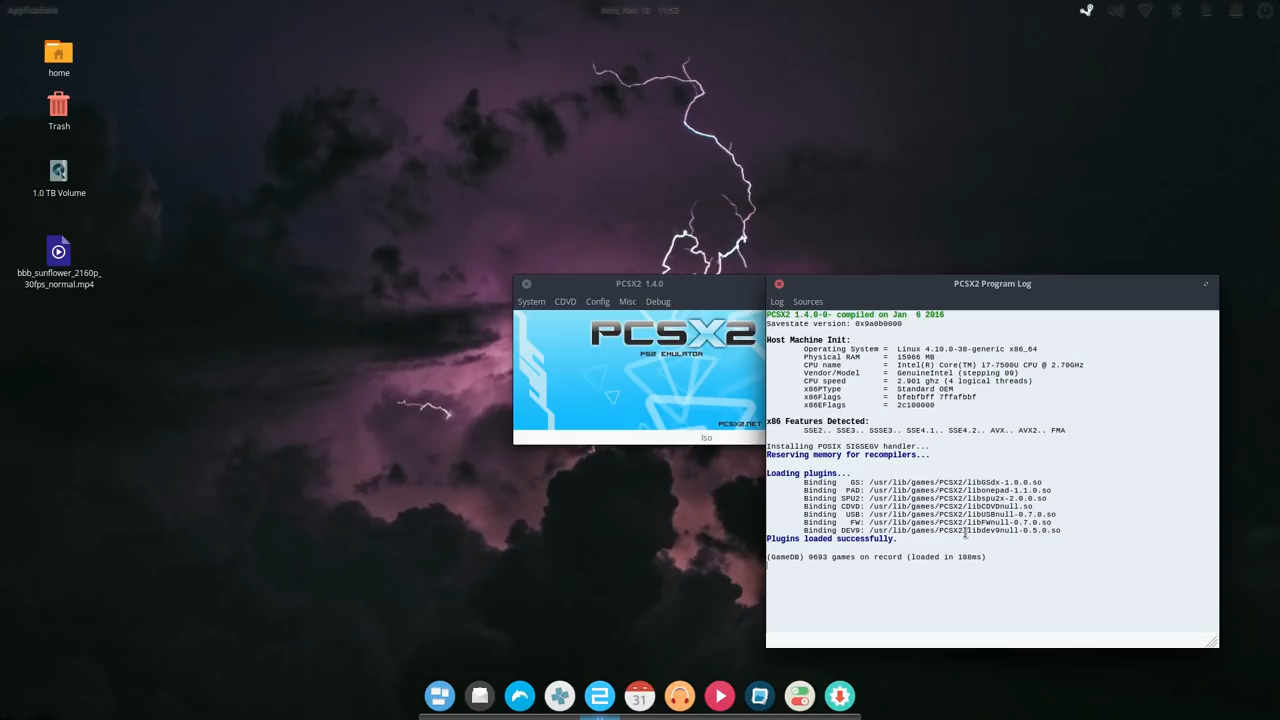 Applications
Mon, Nov 13 11:52
home
Trash
1.0 TB Volume
bbb_sunflower_2160p_
30fps_normal.mp4
PCSX2 1.4.0
System CDVD Config Misc Debug
PCSX2
PS2 EMULATOR
PCSX2.NET
Iso
PCSX2 Program Log
Log Sources
PCSX2 1.4.0-0- compiled on Jan  6 2016
Savestate version: 0x9a0b0000
Host Machine Init:
Operating System =  Linux 4.10.0-38-generic x86_64
Physical RAM     =  15966 MB
CPU name         =  Intel(R) Core(TM) i7-7500U CPU @ 2.70GHz
Vendor/Model     =  GenuineIntel (stepping 09)
CPU speed        =  2.901 ghz (4 logical threads)
x86PType         =  Standard OEM
x86Flags         =  bfebfbff 7ffafbbf
x86EFlags        =  2c100000
x86 Features Detected:
SSE2.. SSE3.. SSSE3.. SSE4.1.. SSE4.2.. AVX.. AVX2.. FMA
Installing POSIX SIGSEGV handler...
Reserving memory for recompilers...
Loading plugins...
Binding   GS: /usr/lib/games/PCSX2/libGSdx-1.0.0.so
Binding  PAD: /usr/lib/games/PCSX2/libonepad-1.1.0.so
Binding SPU2: /usr/lib/games/PCSX2/libspu2x-2.0.0.so
Binding CDVD: /usr/lib/games/PCSX2/libCDVDnull.so
Binding  USB: /usr/lib/games/PCSX2/libUSBnull-0.7.0.so
Binding   FW: /usr/lib/games/PCSX2/libFWnull-0.7.0.so
Binding DEV9: /usr/lib/games/PCSX2/libdev9null-0.5.0.so
Plugins loaded successfully.
(GameDB) 9693 games on record (loaded in 188ms)
31